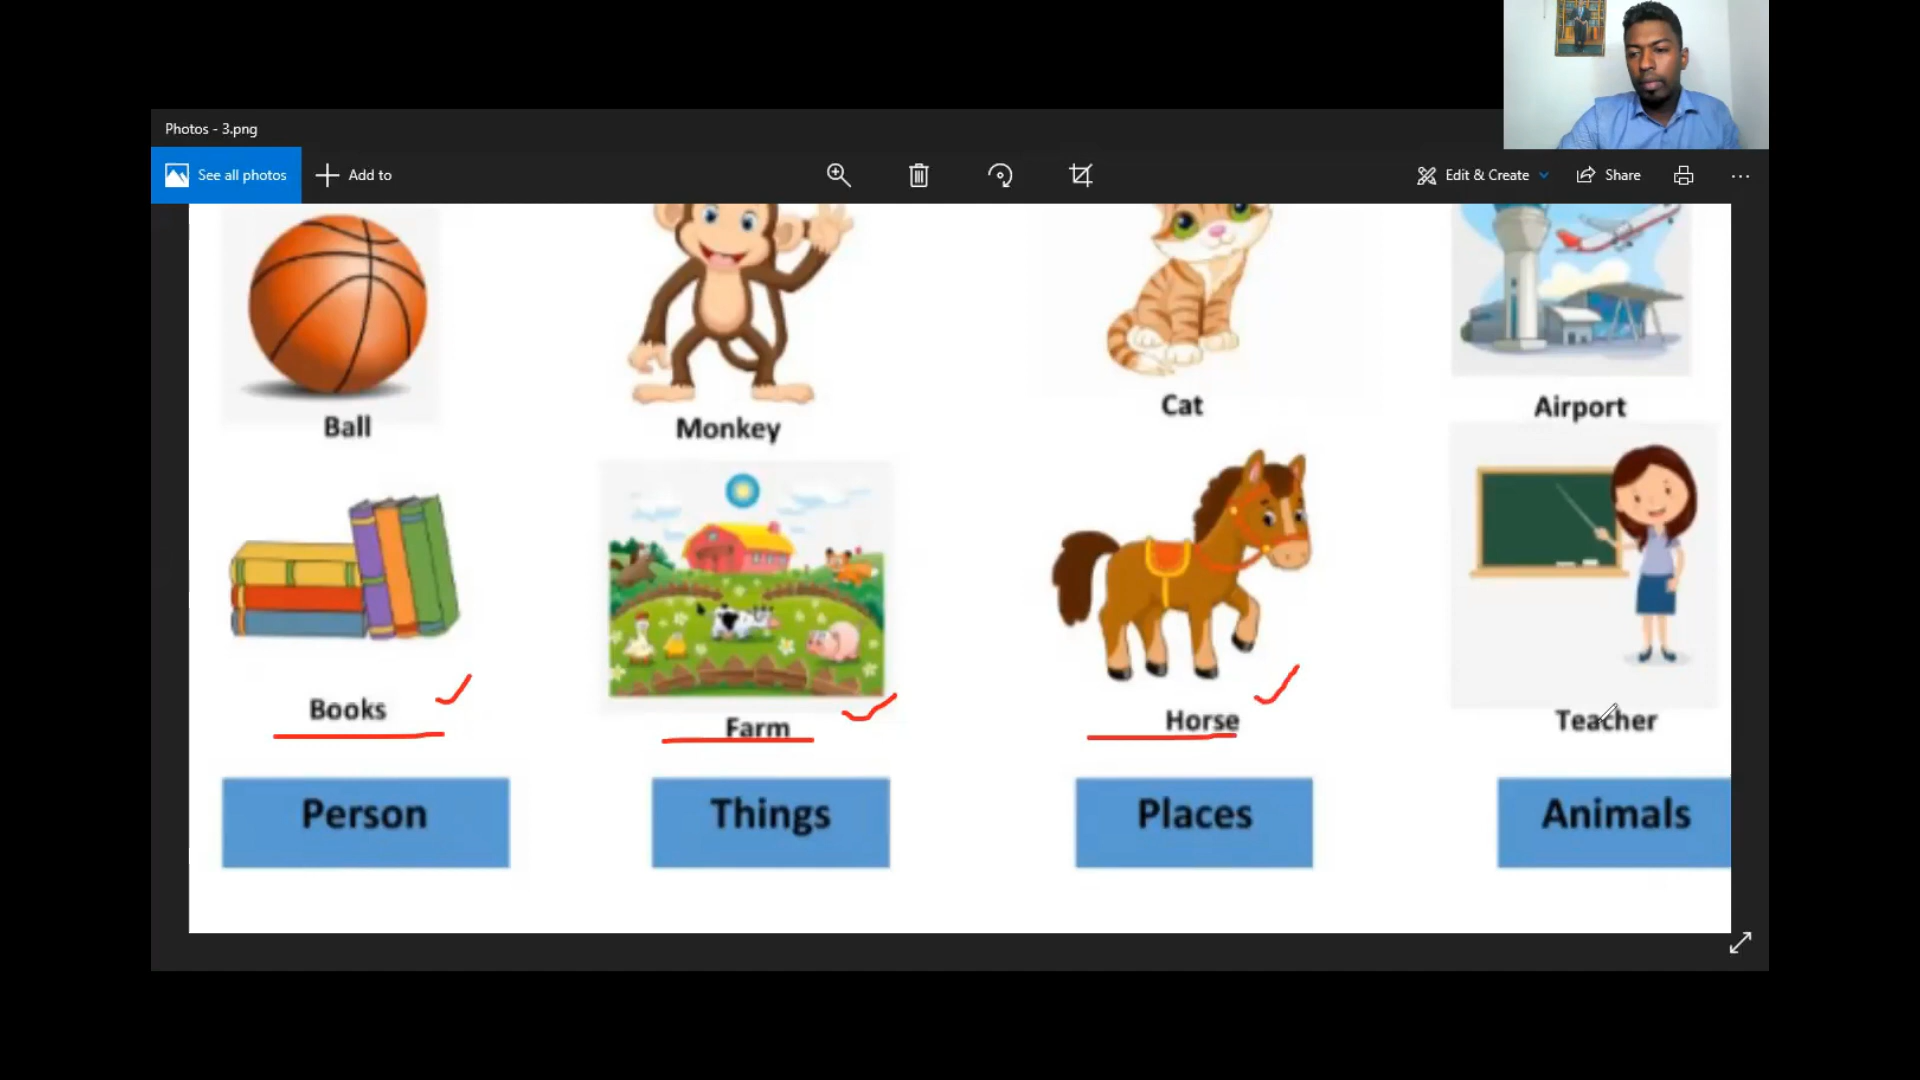 Photos - 3.png
See all photos
Add to
Edit & Create
Share
Ball
Monkey
Cat
Airport
Books
Farm
Horse
Teacher
Person
Things
Places
Animals